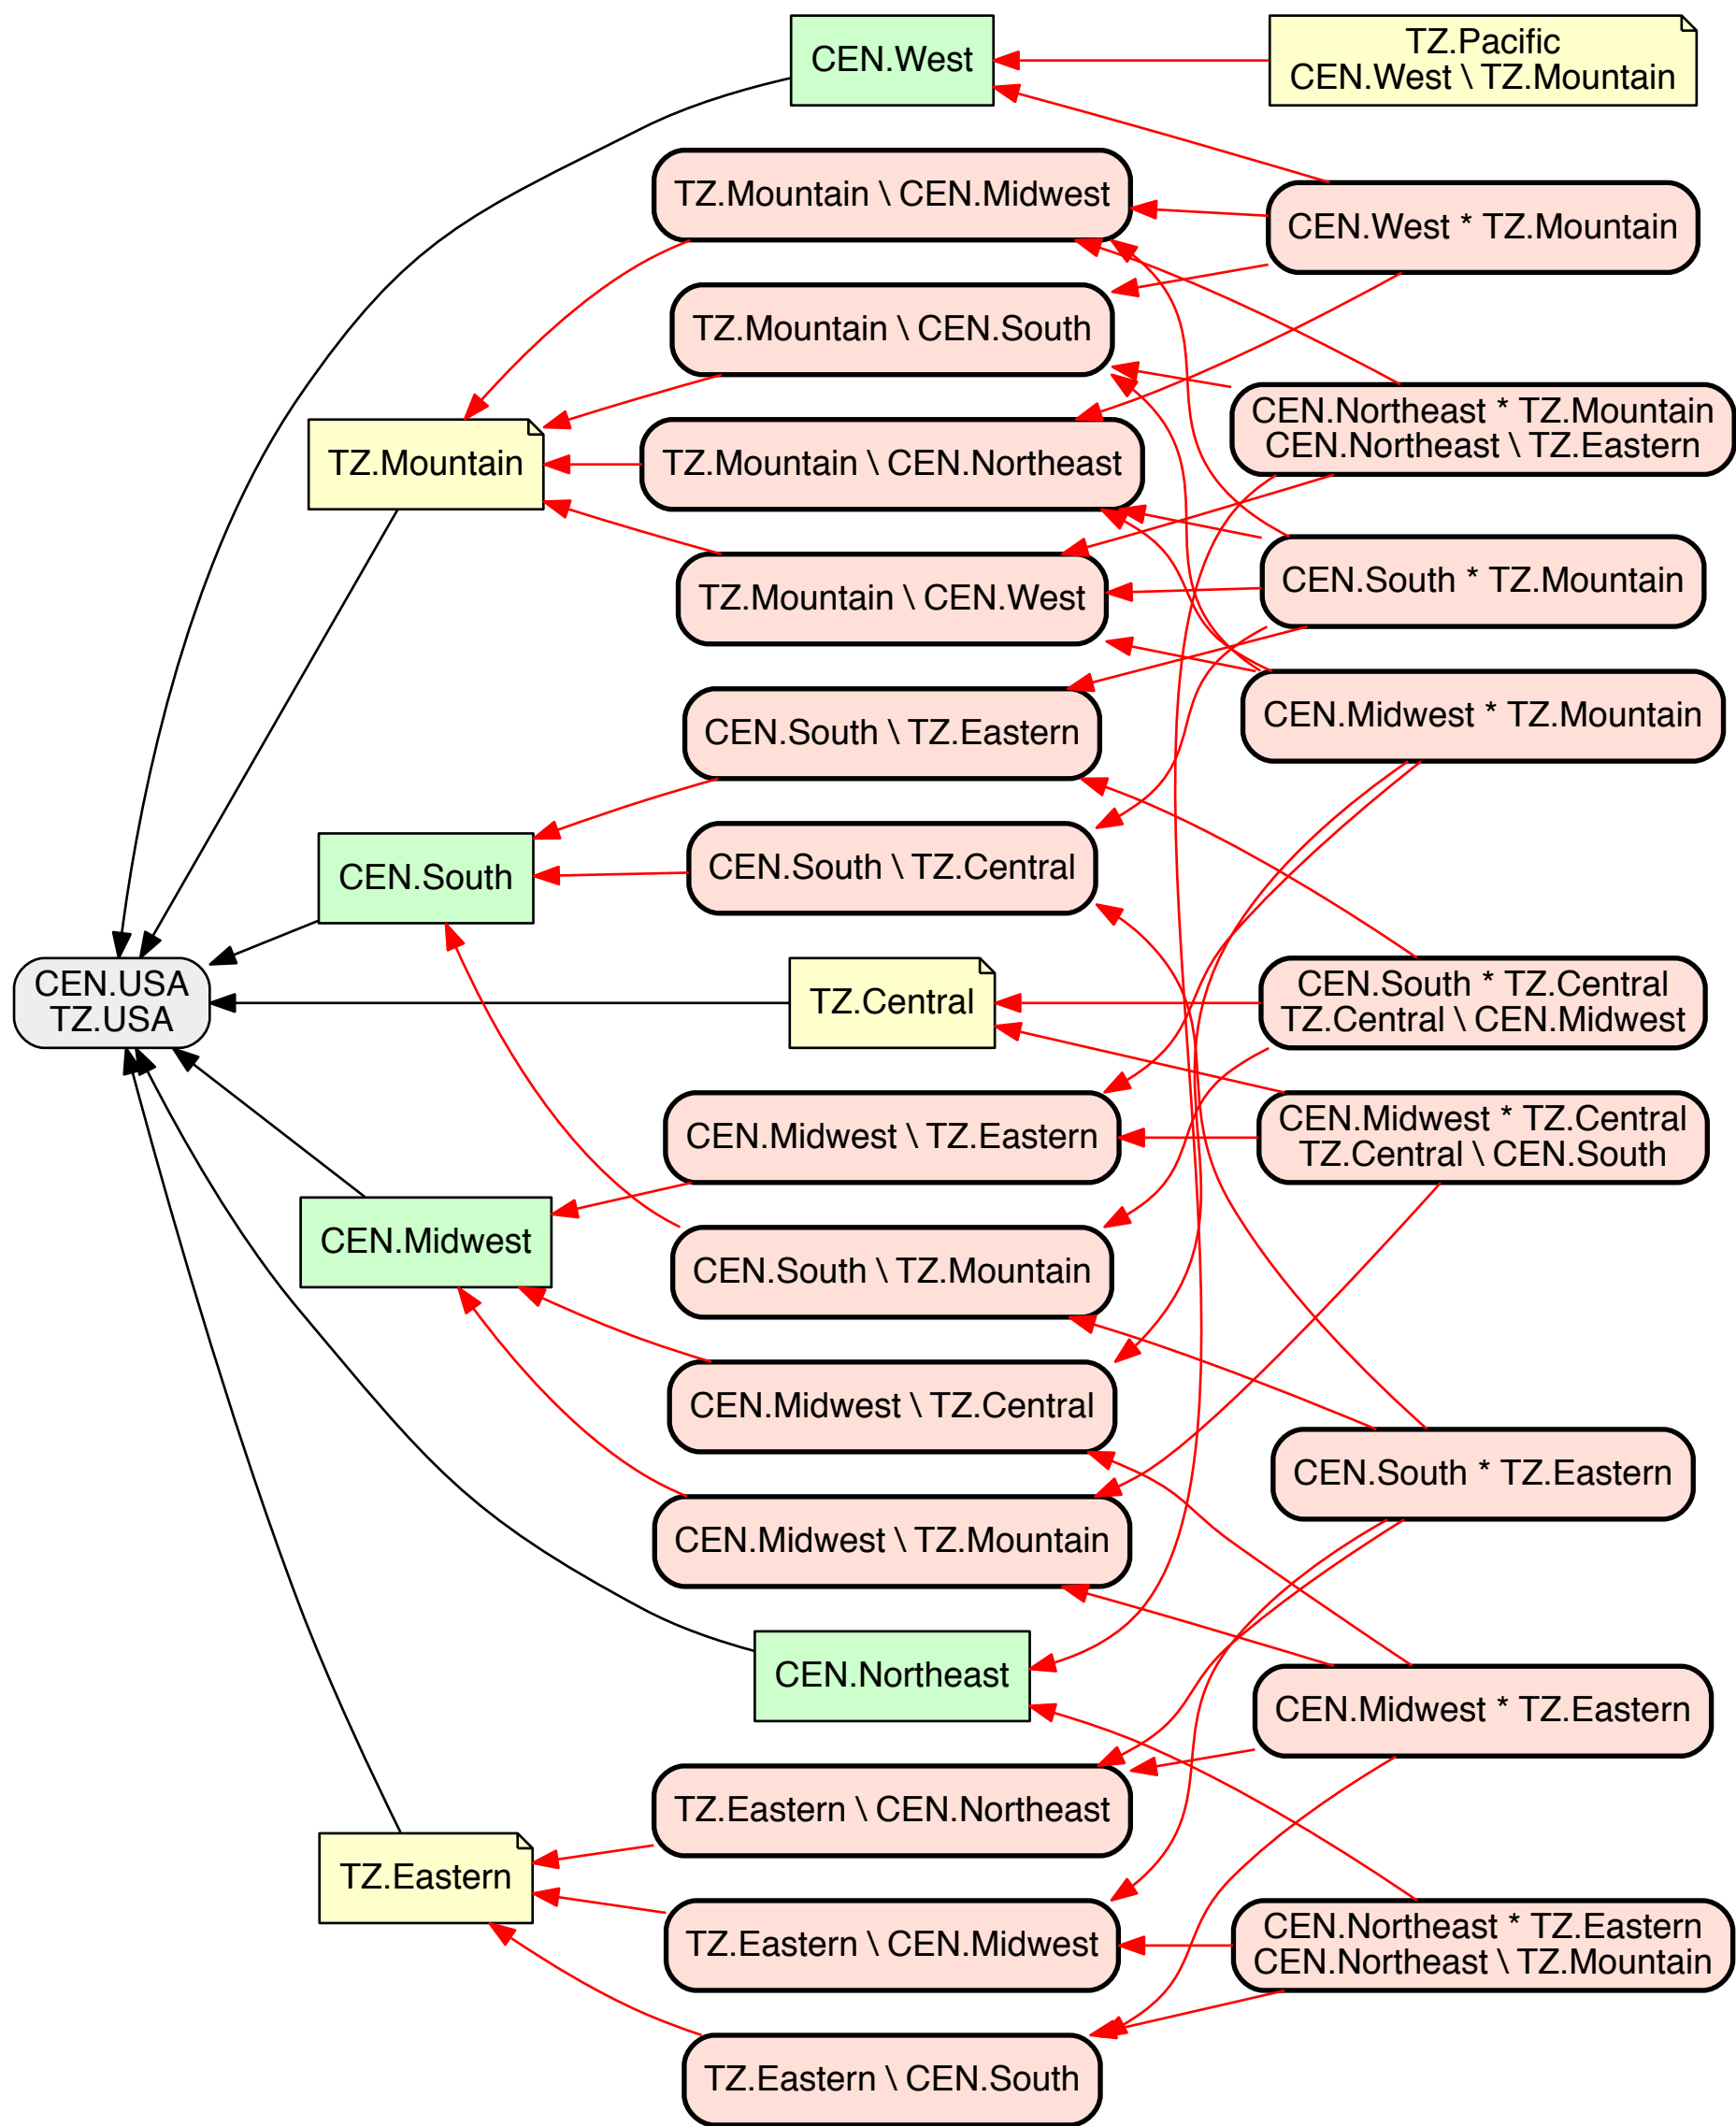 CEN.West
TZ.Pacific
CEN.West \ TZ.Mountain
TZ.Mountain \ CEN.Midwest
CEN.West * TZ.Mountain
TZ.Mountain \ CEN.South
CEN.Northeast * TZ.Mountain
CEN.Northeast \ TZ.Eastern
TZ.Mountain
TZ.Mountain \ CEN.Northeast
CEN.South * TZ.Mountain
TZ.Mountain \ CEN.West
CEN.Midwest * TZ.Mountain
CEN.South \ TZ.Eastern
CEN.South
CEN.South \ TZ.Central
CEN.USA
TZ.USA
TZ.Central
CEN.South * TZ.Central
TZ.Central \ CEN.Midwest
CEN.Midwest \ TZ.Eastern
CEN.Midwest * TZ.Central
TZ.Central \ CEN.South
CEN.Midwest
CEN.South \ TZ.Mountain
CEN.Midwest \ TZ.Central
CEN.South * TZ.Eastern
CEN.Midwest \ TZ.Mountain
CEN.Northeast
CEN.Midwest * TZ.Eastern
TZ.Eastern \ CEN.Northeast
TZ.Eastern
TZ.Eastern \ CEN.Midwest
CEN.Northeast * TZ.Eastern
CEN.Northeast \ TZ.Mountain
TZ.Eastern \ CEN.South